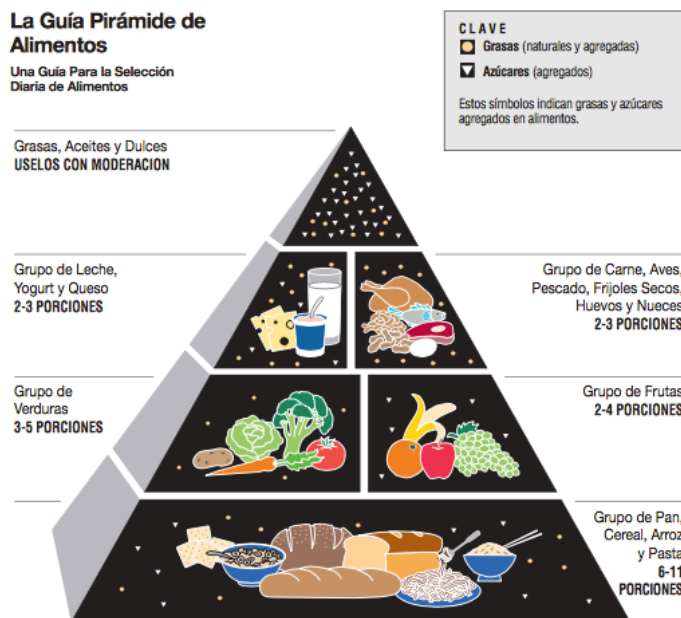 La Guía Pirámide de
Alimentos
Una Guía Para la Selección
Diaria de Alimentos
CLAVE
Grasas (naturales y agregadas)
Azúcares (agregados)
Estos símbolos indican grasas y azúcares
agregados en alimentos.
Grasas, Aceites y Dulces
USELOS CON MODERACION
Grupo de Leche,
Yogurt y Queso
2-3 PORCIONES
Grupo de Carne, Aves,
Pescado, Frijoles Secos,
Huevos y Nueces
2-3 PORCIONES
Grupo de
Verduras
3-5 PORCIONES
Grupo de Frutas
2-4 PORCIONES
Grupo de Pan,
Cereal, Arroz
y Pasta
6-11
PORCIONES